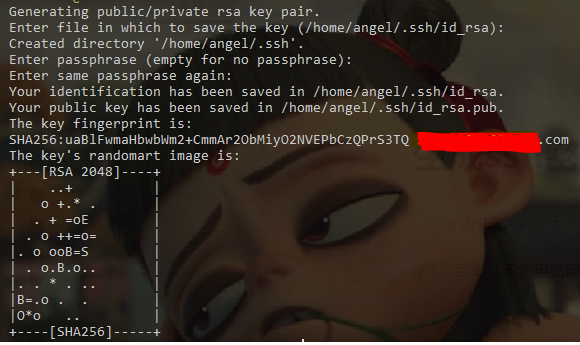 Generating public/private rsa key pair.
Enter file in which to save the key (/home/angel/.ssh/id_rsa):
Created directory '/home/angel/.ssh'.
Enter passphrase (empty for no passphrase):
Enter same passphrase again:
Your identification has been saved in /home/angel/.ssh/id_rsa.
Your public key has been saved in /home/angel/.ssh/id_rsa.pub.
The key fingerprint is:
SHA256:uaBlFwmaHbwbWm2+CmmAr2ObMiyO2NVEPbCzQPrS3TQ .com
The key's randomart image is:
+---[RSA 2048]----+
|     ..+         |
|    o +.* .      |
|   . + =oE       |
|  . o ++=o=      |
|. o ooB=S        |
| . o.B.o..       |
|. . * . ..       |
|B=.o .  .        |
|O*o   ..         |
+----[SHA256]-----+